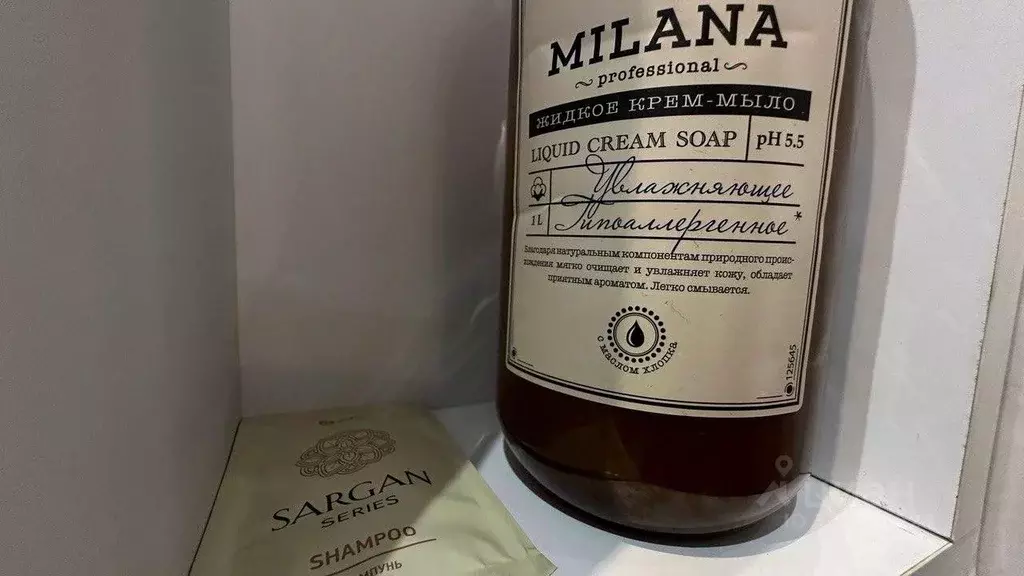 MILANA
professional
ЖИДКОЕ КРЕМ-МЫЛО
LIQUID CREAM SOAP
pH 5.5
Увлажняющее
1 L
Гипоаллергенное*
Благодаря натуральным компонентам природного проис-
хождения мягко очищает и увлажняет кожу, обладает
приятным ароматом. Легко смывается.
с маслом хлопка
125645
SARGAN
SERIES
SHAMPOO